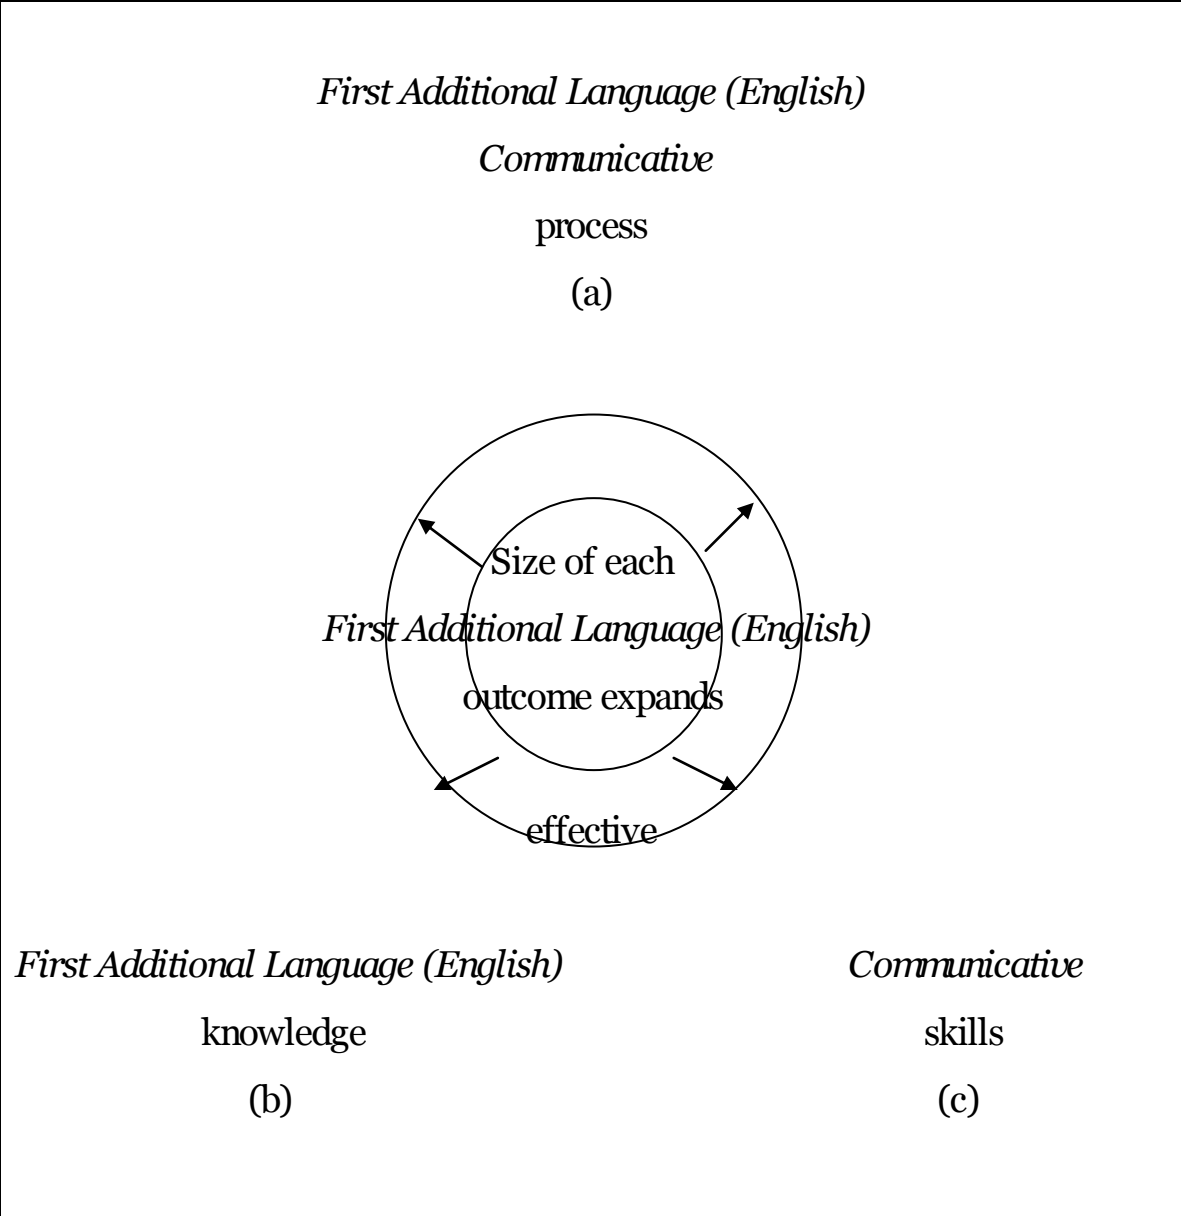 First Additional Language (English)
Communicative
process
(a)
Size of each
First Additional Language (English)
outcome expands
effective
First Additional Language (English)
knowledge
(b)
Communicative
skills
(c)